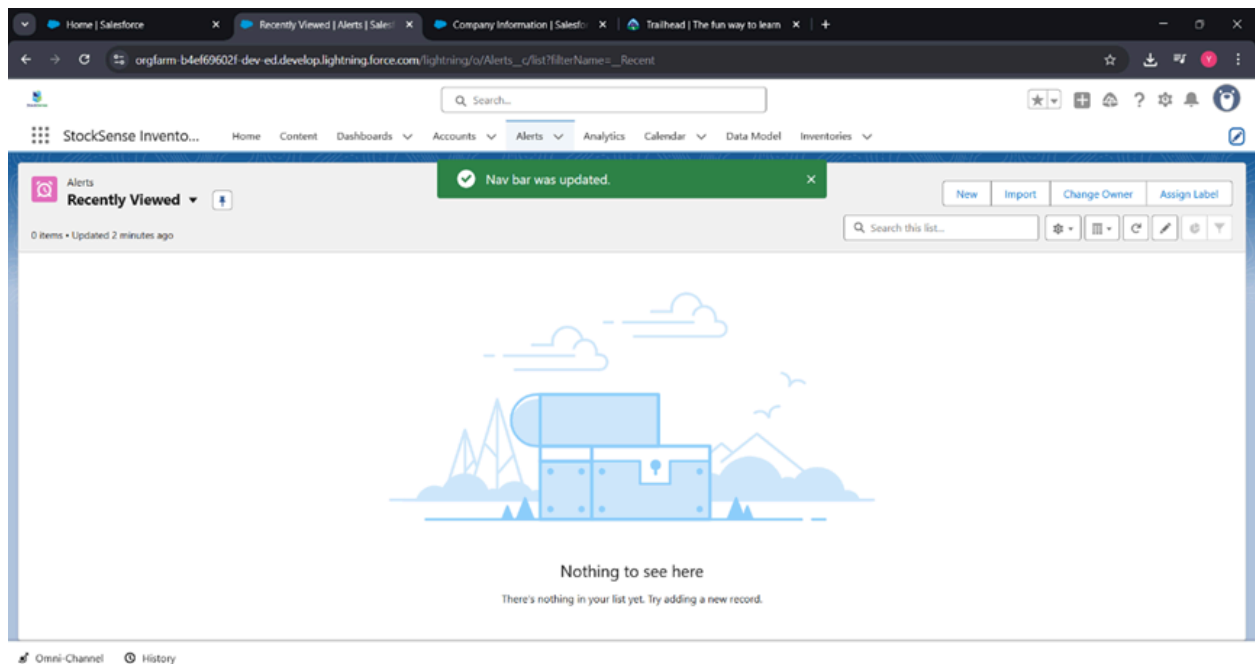 Home | Salesforce
Recently Viewed | Alerts | Sales
Company Information | Salesfo
Trailhead | The fun way to learn
orgfarm-b4ef69602f-dev-ed.develop.lightning.force.com/lightning/o/Alerts__c/list?filterName=__Recent
Y
Search...
StockSense Invento...
Home
Content
Dashboards
Accounts
Alerts
Analytics
Calendar
Data Model
Inventories
Nav bar was updated.
Alerts
Recently Viewed
New
Import
Change Owner
Assign Label
0 items • Updated 2 minutes ago
Search this list...
Nothing to see here
There's nothing in your list yet. Try adding a new record.
Omni-Channel
History